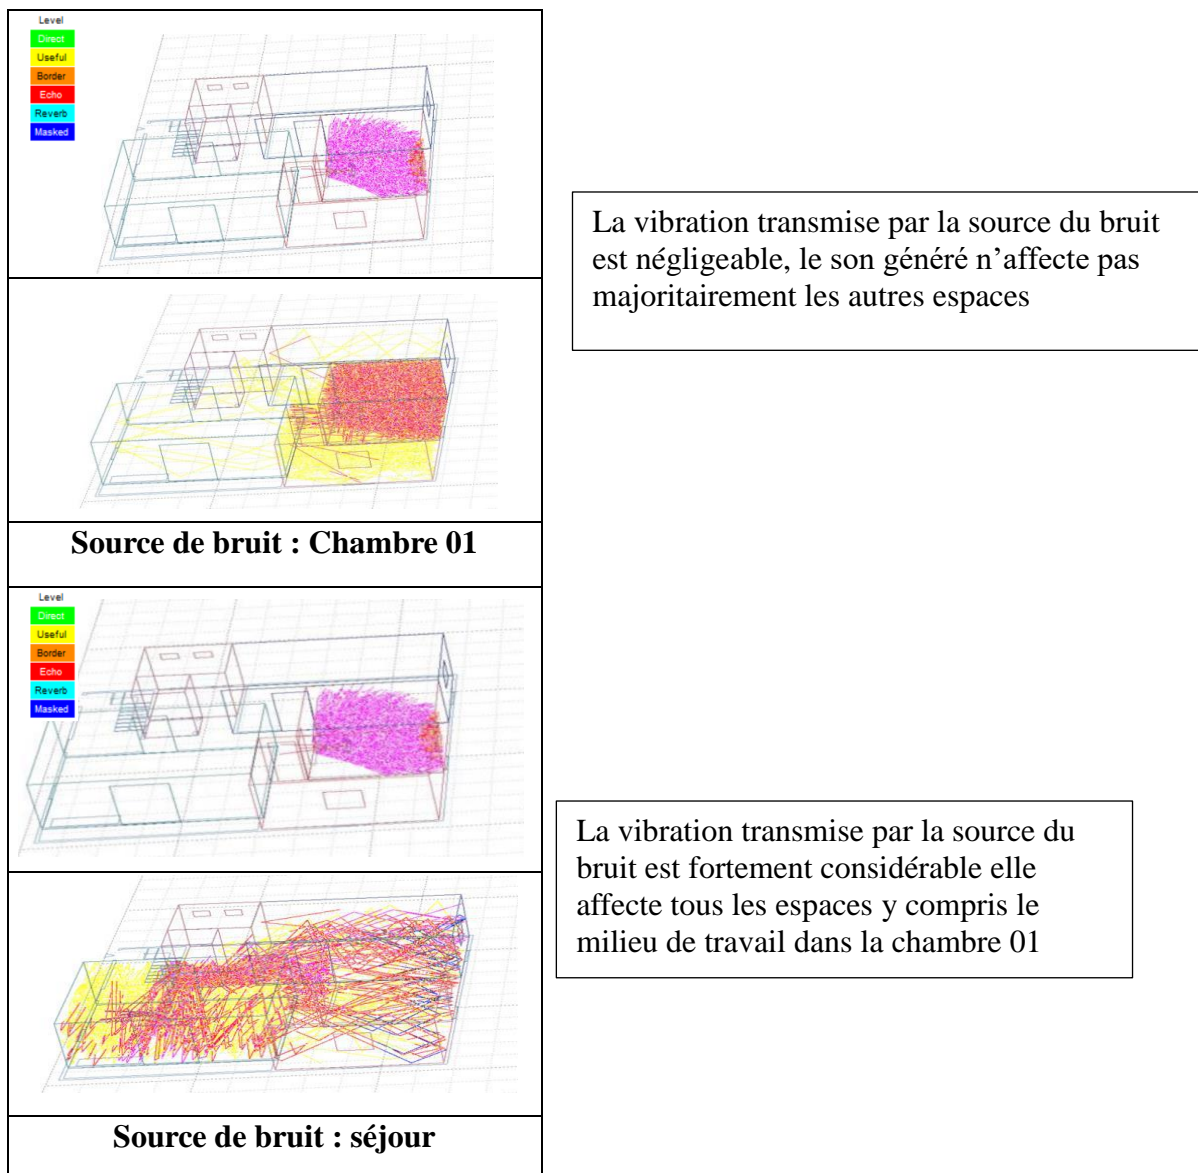 Level
Direct
Useful
Border
Echo
Reverb
Masked
La vibration transmise par la source du bruit
est négligeable, le son généré n’affecte pas
majoritairement les autres espaces
Source de bruit : Chambre 01
Level
Direct
Useful
Border
Echo
Reverb
Masked
La vibration transmise par la source du
bruit est fortement considérable elle
affecte tous les espaces y compris le
milieu de travail dans la chambre 01
Source de bruit : séjour